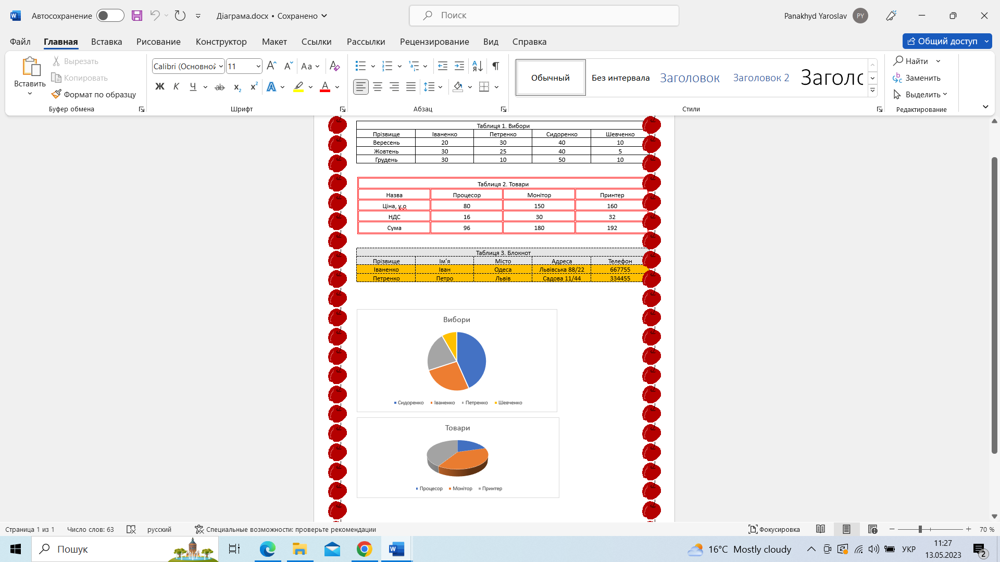 Автосохранение
Діаграма.docx • Сохранено
Поиск
Panakhyd Yaroslav
PY
Файл Главная Вставка Рисование Конструктор Макет Ссылки Рассылки Рецензирование Вид Справка
Общий доступ
Вставить
Вырезать
Копировать
Формат по образцу
Буфер обмена
Calibri (Основной 11
Шрифт
Абзац
Обычный
Без интервала
Заголовок
Заголовок 2
Заголо
Стили
Найти
Заменить
Выделить
Редактирование
Таблиця 1. Вибори
Прізвище Іваненко Петренко Сидоренко Шевченко
Вересень 20 30 40 10
Жовтень 30 25 40 5
Грудень 30 10 50 10
Таблиця 2. Товари
Назва Процесор Монітор Принтер
Ціна, у.о 80 150 160
НДС 16 30 32
Сума 96 180 192
Таблиця 3. Блокнот
Прізвище Ім’я Місто Адреса Телефон
Іваненко Іван Одеса Львівська 88/22 667755
Петренко Петро Львів Садова 11/44 334455
Вибори
Сидоренко Іваненко Петренко Шевченко
Товари
Процесор Монітор Принтер
Страница 1 из 1
Число слов: 63
русский
Специальные возможности: проверьте рекомендации
Фокусировка
70 %
Пошук
16°C Mostly cloudy
УКР
11:27
13.05.2023
2